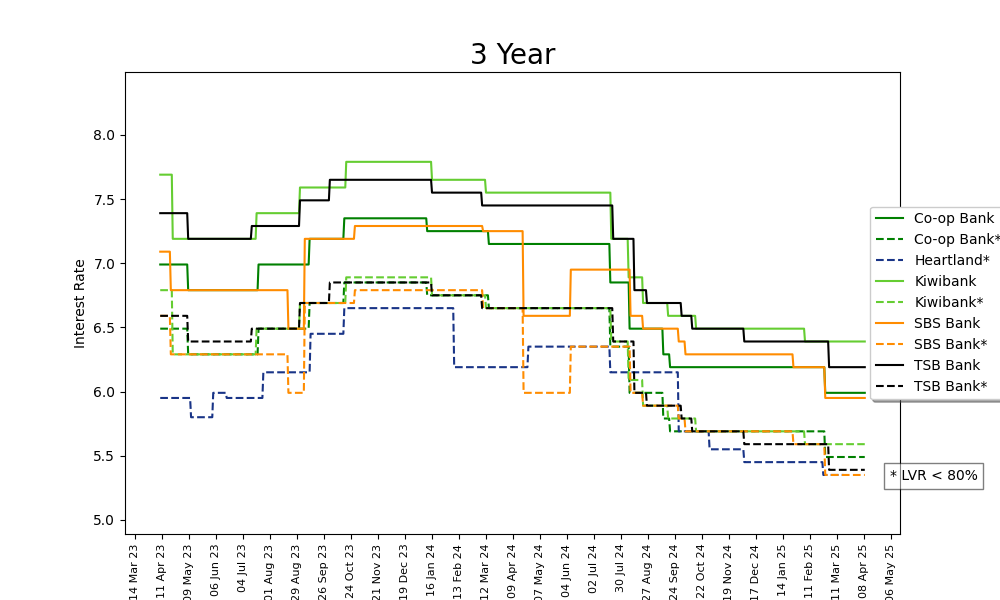 3 Year
Interest Rate
8.0
7.5
7.0
6.5
6.0
5.5
5.0
14 Mar 23
11 Apr 23
09 May 23
06 Jun 23
04 Jul 23
01 Aug 23
29 Aug 23
26 Sep 23
24 Oct 23
21 Nov 23
19 Dec 23
16 Jan 24
13 Feb 24
12 Mar 24
09 Apr 24
07 May 24
04 Jun 24
02 Jul 24
30 Jul 24
27 Aug 24
24 Sep 24
22 Oct 24
19 Nov 24
17 Dec 24
14 Jan 25
11 Feb 25
11 Mar 25
08 Apr 25
06 May 25
Co-op Bank
Co-op Bank*
Heartland*
Kiwibank
Kiwibank*
SBS Bank
SBS Bank*
TSB Bank
TSB Bank*
* LVR < 80%